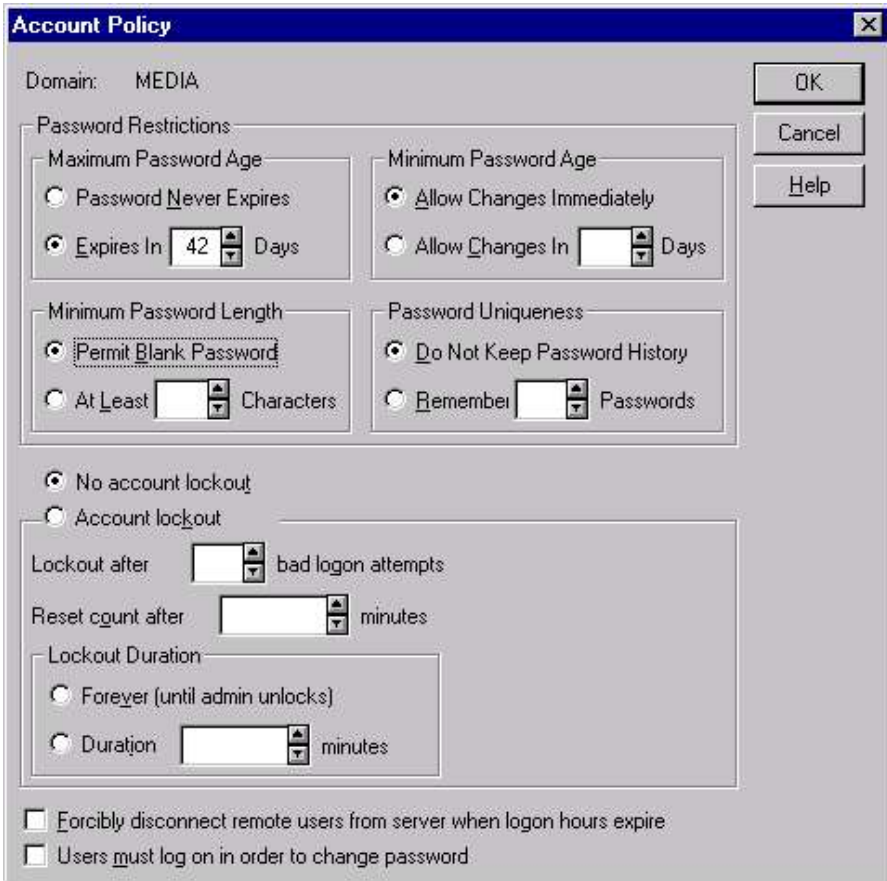 Account Policy
Domain: MEDIA
OK
Cancel
Help
Password Restrictions
Maximum Password Age
Password Never Expires
Expires In 42 Days
Minimum Password Age
Allow Changes Immediately
Allow Changes In Days
Minimum Password Length
Permit Blank Password
At Least Characters
Password Uniqueness
Do Not Keep Password History
Remember Passwords
No account lockout
Account lockout
Lockout after bad logon attempts
Reset count after minutes
Lockout Duration
Forever (until admin unlocks)
Duration minutes
Forcibly disconnect remote users from server when logon hours expire
Users must log on in order to change password